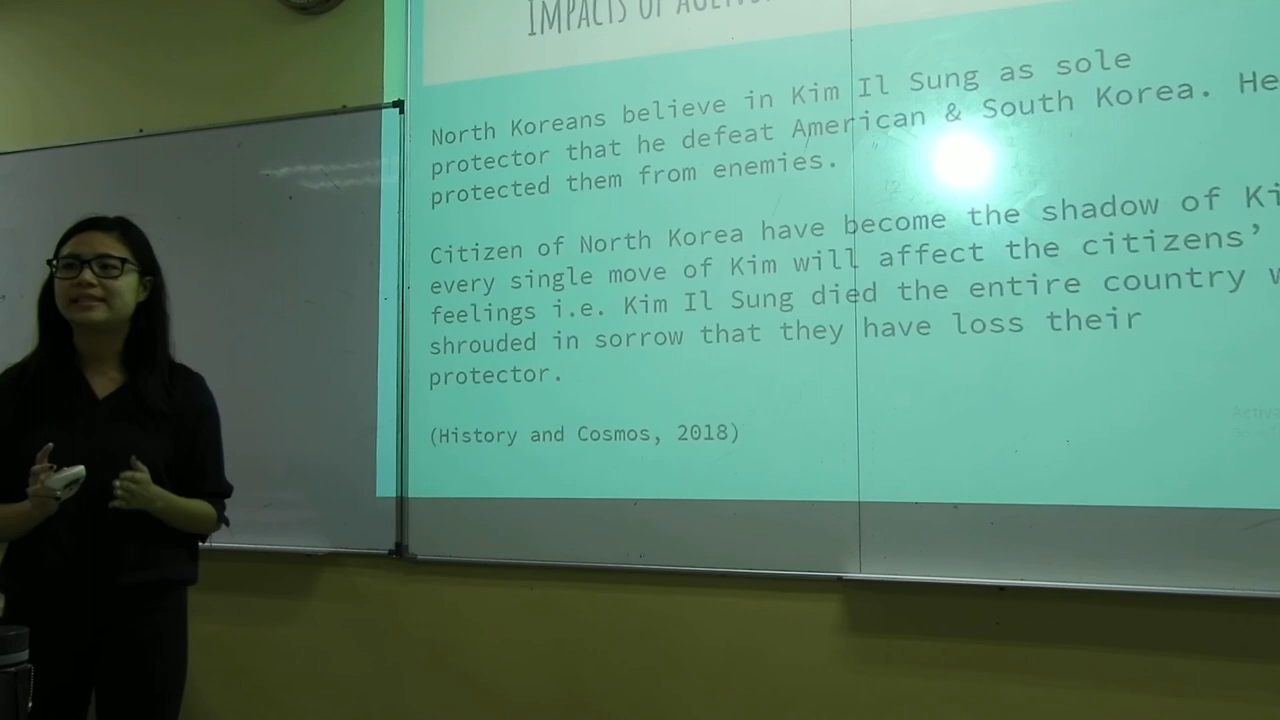 IMPACTS OF
North Koreans believe in Kim Il Sung as sole
protector that he defeat American & South Korea. He
protected them from enemies.
Citizen of North Korea have become the shadow of
every single move of Kim will affect the citizens’
feelings i.e. Kim Il Sung died the entire country
shrouded in sorrow that they have loss their
protector.
(History and Cosmos, 2018)